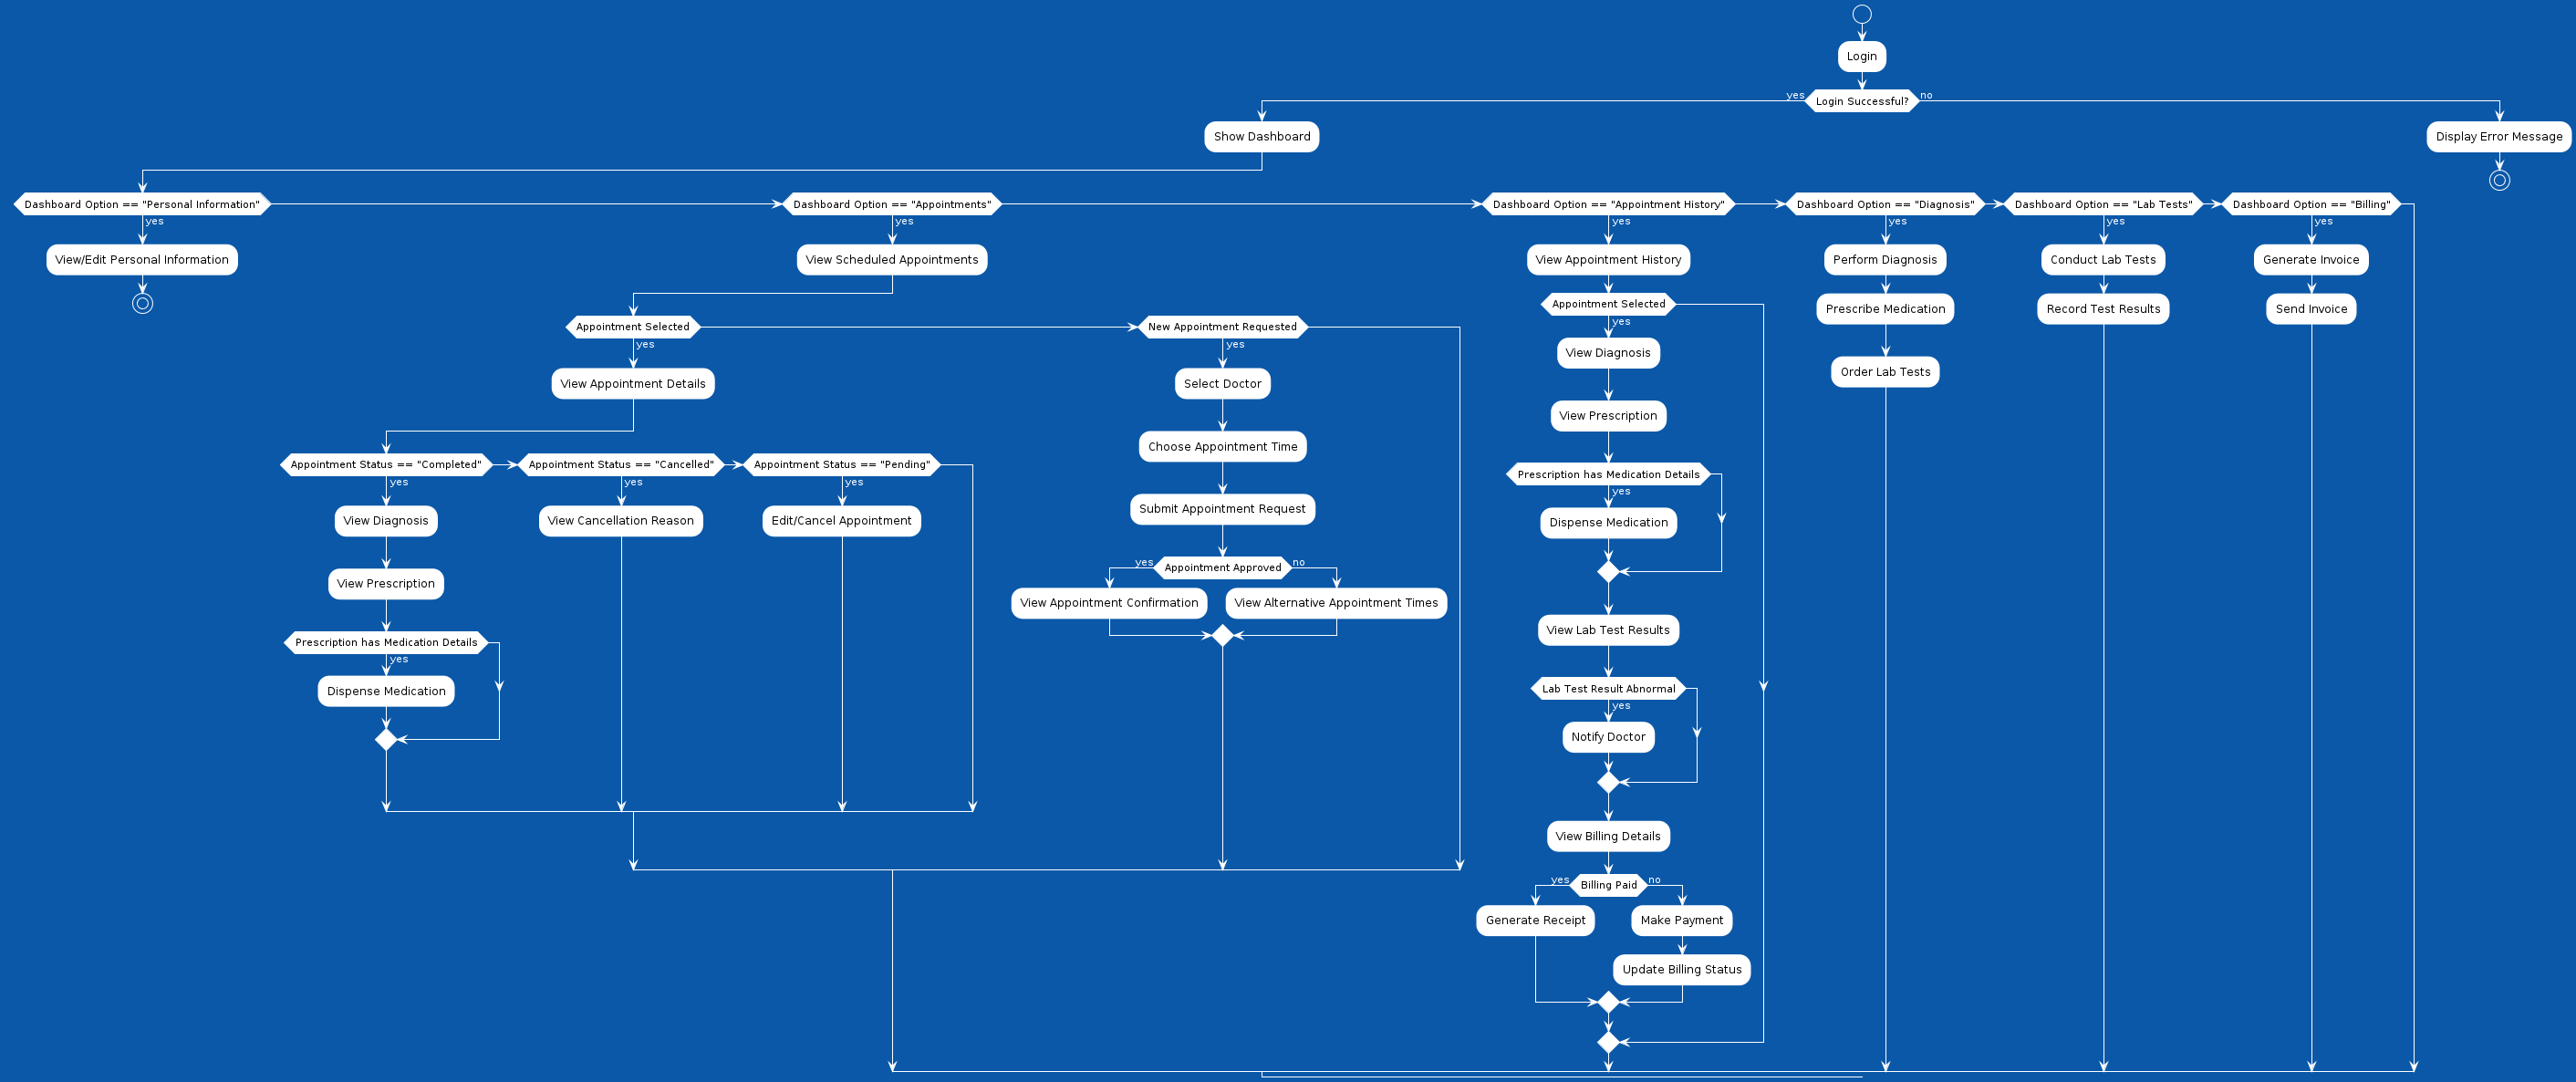 Login
yes
Login Successful?
no
Show Dashboard
Display Error Message
Dashboard Option == "Personal Information"
yes
View/Edit Personal Information
Dashboard Option == "Appointments"
yes
View Scheduled Appointments
Appointment Selected
yes
View Appointment Details
Appointment Status == "Completed"
yes
View Diagnosis
View Prescription
Prescription has Medication Details
yes
Dispense Medication
Appointment Status == "Cancelled"
yes
View Cancellation Reason
Appointment Status == "Pending"
yes
Edit/Cancel Appointment
New Appointment Requested
yes
Select Doctor
Choose Appointment Time
Submit Appointment Request
yes
Appointment Approved
no
View Appointment Confirmation
View Alternative Appointment Times
Dashboard Option == "Appointment History"
yes
View Appointment History
Appointment Selected
yes
View Diagnosis
View Prescription
Prescription has Medication Details
yes
Dispense Medication
View Lab Test Results
Lab Test Result Abnormal
yes
Notify Doctor
View Billing Details
yes
Billing Paid
no
Generate Receipt
Make Payment
Update Billing Status
Dashboard Option == "Diagnosis"
yes
Perform Diagnosis
Prescribe Medication
Order Lab Tests
Dashboard Option == "Lab Tests"
yes
Conduct Lab Tests
Record Test Results
Dashboard Option == "Billing"
yes
Generate Invoice
Send Invoice